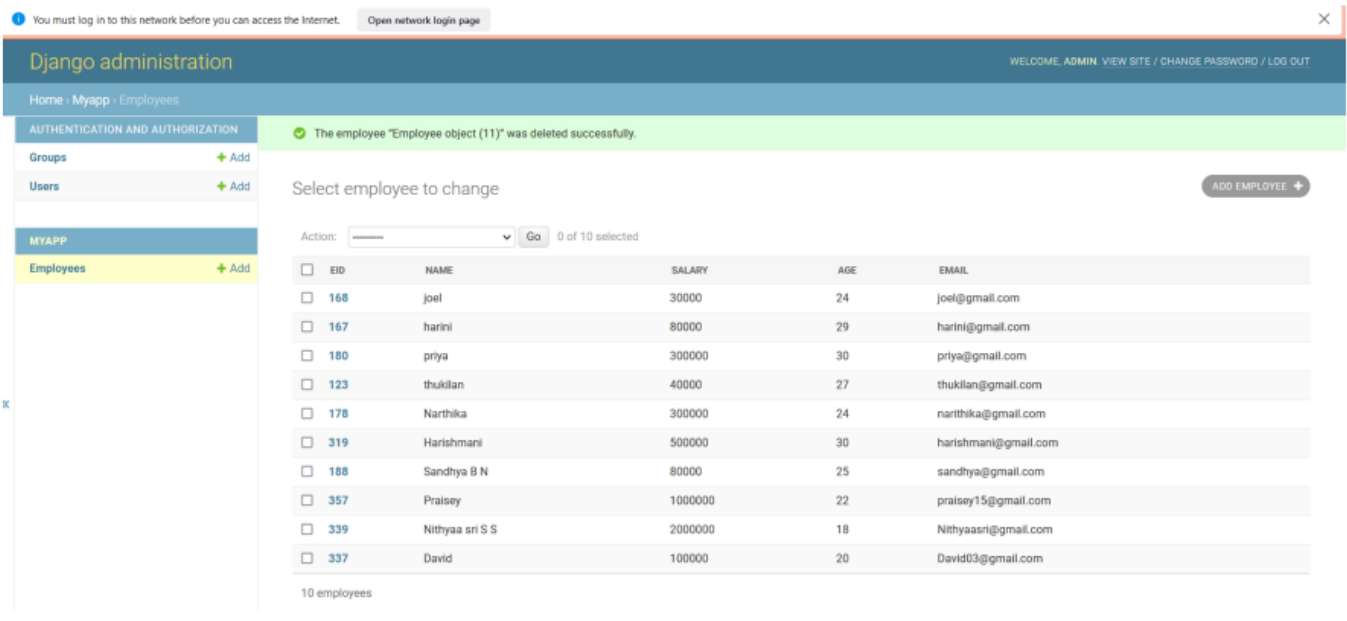 You must log in to this network before you can access the Internet. Open network login page
Django administration
WELCOME, ADMIN. VIEW SITE / CHANGE PASSWORD / LOG OUT
Home › Myapp › Employees
AUTHENTICATION AND AUTHORIZATION
Groups + Add
Users + Add
MYAPP
Employees + Add
The employee "Employee object (11)" was deleted successfully.
Select employee to change
ADD EMPLOYEE +
Action: --------- Go 0 of 10 selected
EID NAME SALARY AGE EMAIL
168 joel 30000 24 joel@gmail.com
167 harini 80000 29 harini@gmail.com
180 priya 300000 30 priya@gmail.com
123 thukilan 40000 27 thukilan@gmail.com
178 Narthika 300000 24 narithika@gmail.com
319 Harishmani 500000 30 harishmani@gmail.com
188 Sandhya B N 80000 25 sandhya@gmail.com
357 Praisey 1000000 22 praisey15@gmail.com
339 Nithyaa sri S S 2000000 18 Nithyaasri@gmail.com
337 David 100000 20 David03@gmail.com
10 employees